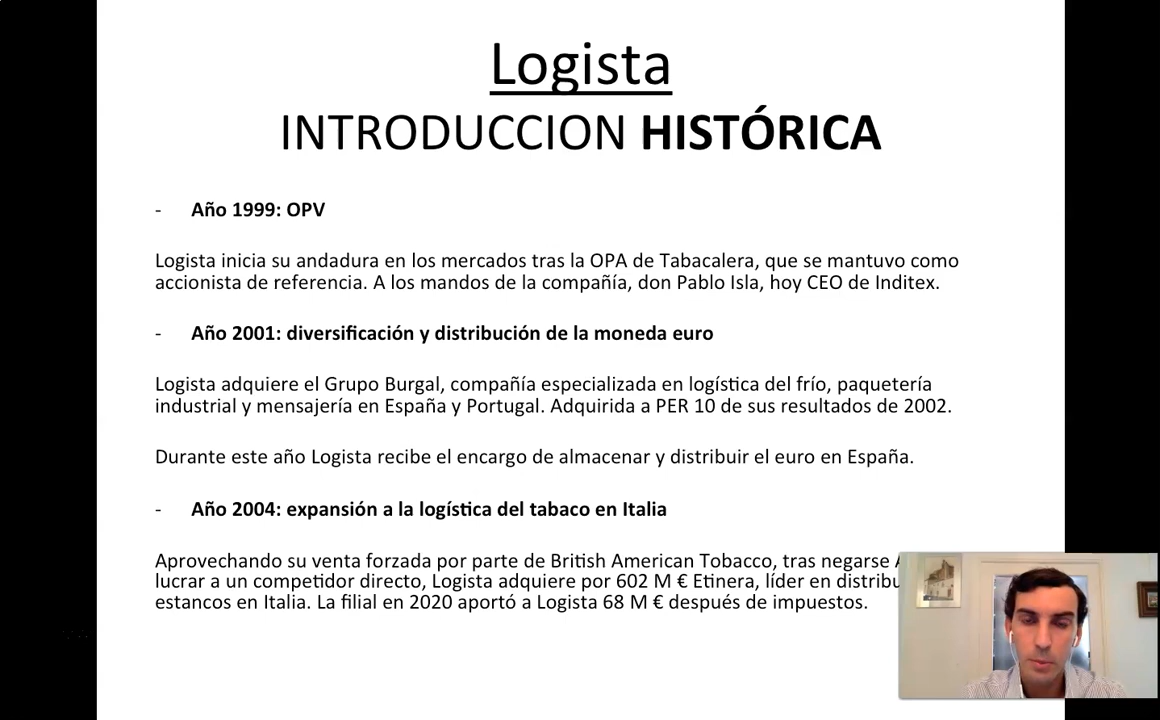 Logista
INTRODUCCION HISTÓRICA
- Año 1999: OPV
Logista inicia su andadura en los mercados tras la OPA de Tabacalera, que se mantuvo como
accionista de referencia. A los mandos de la compañía, don Pablo Isla, hoy CEO de Inditex.
- Año 2001: diversificación y distribución de la moneda euro
Logista adquiere el Grupo Burgal, compañía especializada en logística del frío, paquetería
industrial y mensajería en España y Portugal. Adquirida a PER 10 de sus resultados de 2002.
Durante este año Logista recibe el encargo de almacenar y distribuir el euro en España.
- Año 2004: expansión a la logística del tabaco en Italia
Aprovechando su venta forzada por parte de British American Tobacco, tras negarse
lucrar a un competidor directo, Logista adquiere por 602 M € Etinera, líder en
estancos en Italia. La filial en 2020 aportó a Logista 68 M € después de impuestos.